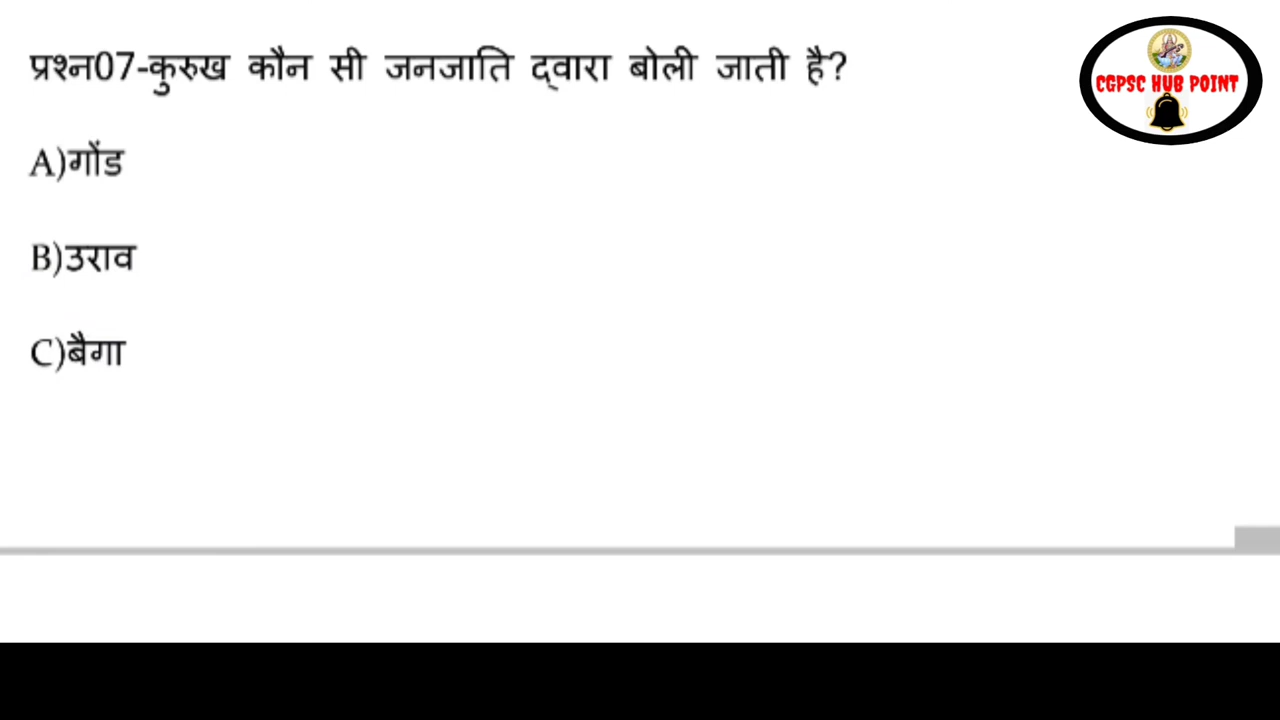 प्रश्न07-कुरुख कौन सी जनजाति द्वारा बोली जाती है?
CGPSC HUB POINT
A)गोंड
B)उराव
C)बैगा